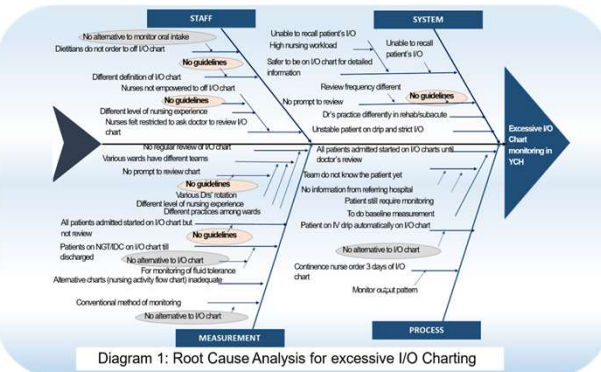 STAFF
SYSTEM
No alternative to monitor oral intake
Dietitians do not order to off I/O chart
No guidelines
Different definition of I/O chart
Nurses not empowered to off I/O chart
No guidelines
Different level of nursing experience
Nurses felt restricted to ask doctor to review I/O
chart
Unable to recall patient's I/O
High nursing workload
Unable to recall
patient's I/O
Safer to be on I/O chart for detailed
information
Review frequency different
No guidelines
No prompt to review
Dr's practice differently in rehab/subacute
Unstable patient on drip and strict I/O
Excessive I/O
Chart
monitoring in
YCH
No regular review of I/O chart
Various wards have different teams
No prompt to review chart
No guidelines
Various Drs' rotation
Different level of nursing experience
Different practices among wards
All patients admitted started on I/O chart but
not review
No guidelines
Patients on NGT/DC on I/O chart till
discharged
No alternative to I/O chart
For monitoring of fluid tolerance
Alternative charts (nursing activity flow chart) inadequate
Conventional method of monitoring
No alternative to I/O chart
All patients admitted started on I/O charts until
doctor's review
Team do not know the patient yet
No information from referring hospital
Patient still require monitoring
To do baseline measurement
Patient on IV drip automatically on I/O chart
No alternative to I/O chart
Continence nurse order 3 days of I/O
chart
Monitor output pattern
MEASUREMENT
PROCESS
Diagram 1: Root Cause Analysis for excessive I/O Charting